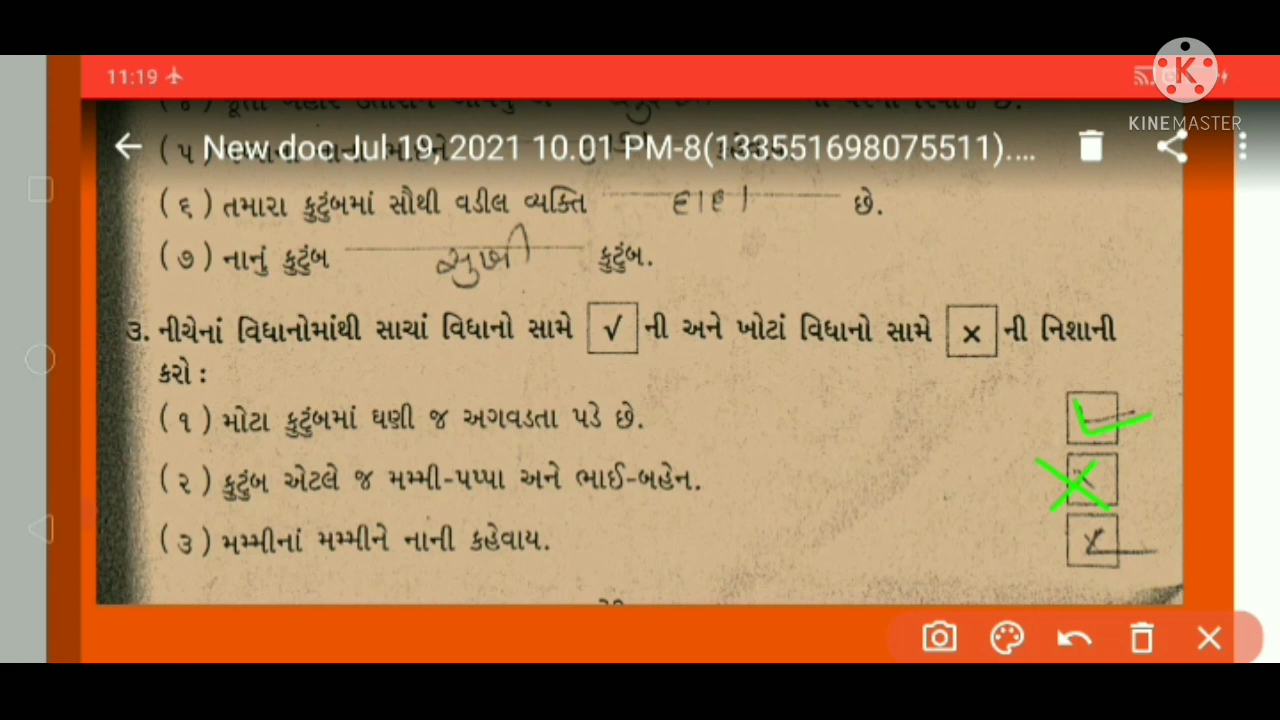 11:19
KINEMASTER
New doc Jul 19, 2021 10.01 PM-8(133551698075511)....
(૬) તમારા કુટુંબમાં સૌથી વડીલ વ્યક્તિ દાદા છે.
(૭) નાનું કુટુંબ સુખી કુટુંબ.
૩. નીચેનાં વિધાનોમાંથી સાચાં વિધાનો સામે √ ની અને ખોટાં વિધાનો સામે × ની નિશાની
કરો :
(૧) મોટા કુટુંબમાં ઘણી જ અગવડતા પડે છે.
(૨) કુટુંબ એટલે જ મમ્મી-પપ્પા અને ભાઈ-બહેન.
(૩) મમ્મીનાં મમ્મીને નાની કહેવાય.